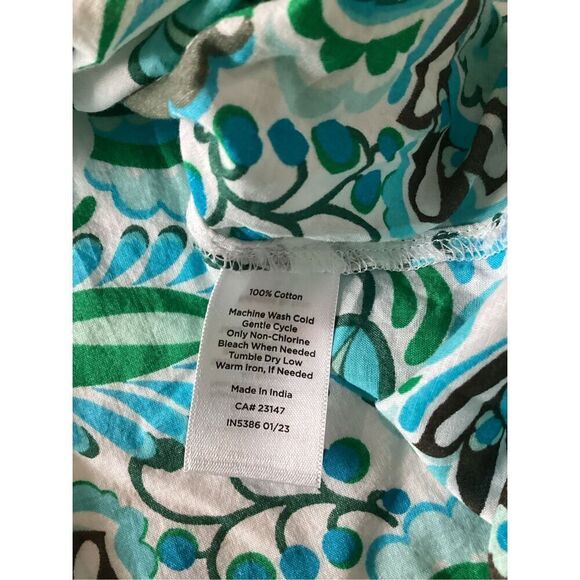 100% Cotton
Machine Wash Cold
Gentle Cycle
Only Non-Chlorine
Bleach When Needed
Tumble Dry Low
Warm Iron, If Needed
Made In India
CA# 23147
IN5386 01/23